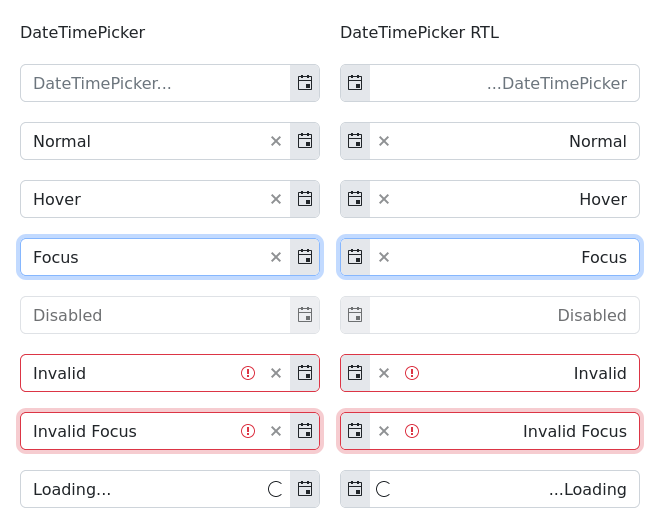 DateTimePicker
DateTimePicker RTL
DateTimePicker...
...DateTimePicker
Normal
Normal
Hover
Hover
Focus
Focus
Disabled
Disabled
Invalid
Invalid
Invalid Focus
Invalid Focus
Loading...
...Loading